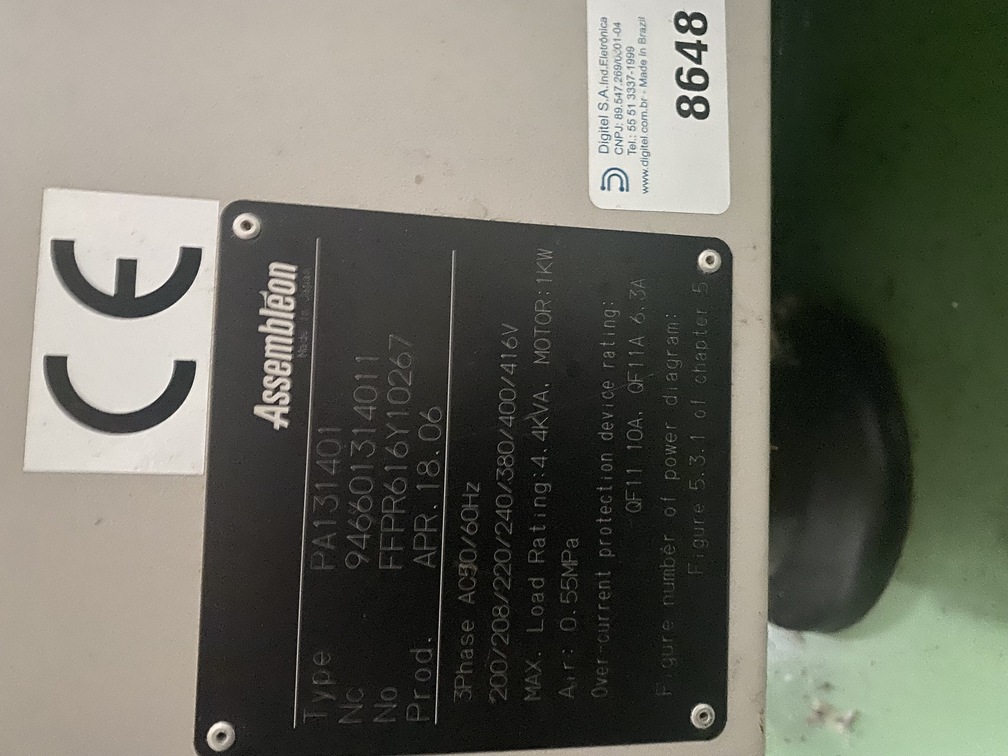 CE
Assembléon
Made in Japan
Type PA131401
Nc 946601314011
No FFPR616Y10267
Prod. APR.18.06
3Phase AC50/60Hz
200/208/220/240/380/400/416V
MAX. Load Rating:4.4KVA, MOTOR:1KW
Air: 0.55MPa
Over-current protection device rating:
QF11 10A, QF11A 6.3A
Figure number of power diagram:
Figure 5.3.1 of chapter 5
Digitel S.A.Ind.Eletrônica
CNPJ: 89.547.269/0001-04
Tel.: 55 51 3337-1999
www.digitel.com.br - Made in Brazil
8648